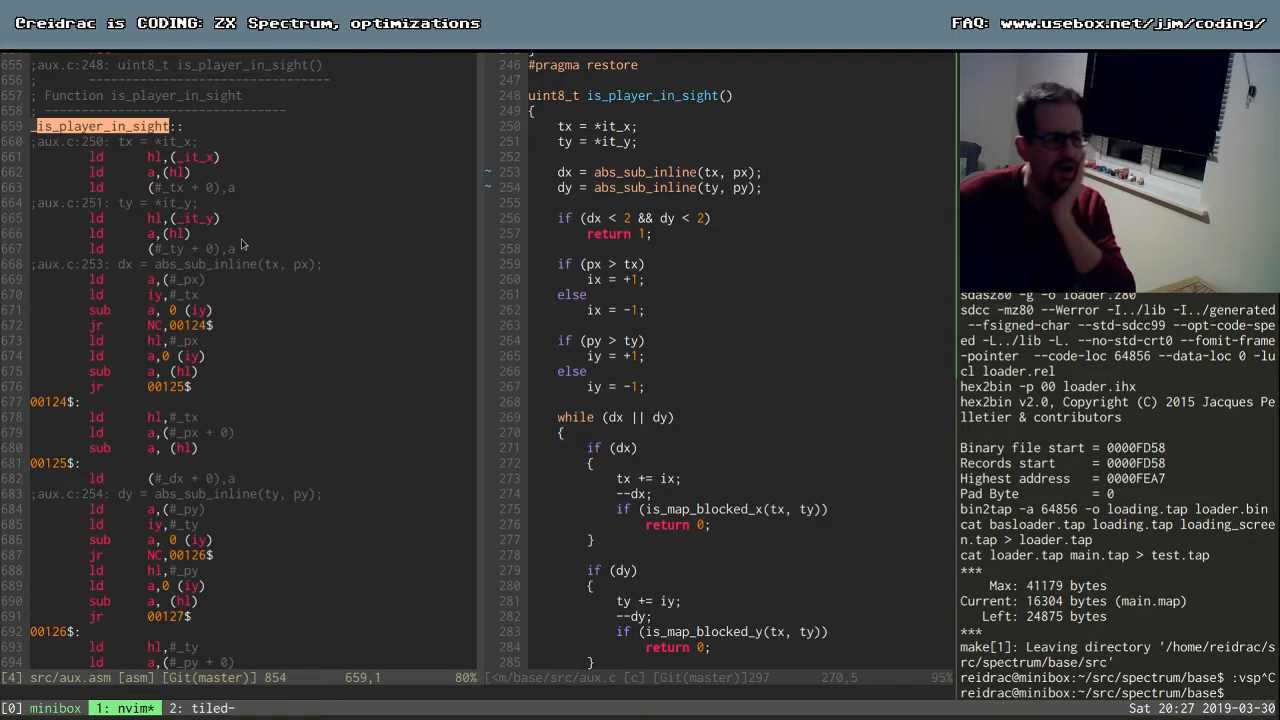 Creidrac is CODING: ZX Spectrum, optimizations
FAQ: www.usebox.net/jjm/coding/
655 ;aux.c:248: uint8_t is_player_in_sight()
656 ; ---------------------------------
657 ; Function is_player_in_sight
658 ; ---------------------------------
659 _is_player_in_sight::
660 ;aux.c:250: tx = *it_x;
661 ld hl,(_it_x)
662 ld a,(hl)
663 ld (#_tx + 0),a
664 ;aux.c:251: ty = *it_y;
665 ld hl,(_it_y)
666 ld a,(hl)
667 ld (#_ty + 0),a
668 ;aux.c:253: dx = abs_sub_inline(tx, px);
669 ld a,(#_px)
670 ld iy,#_tx
671 sub a, 0 (iy)
672 jr NC,00124$
673 ld hl,#_px
674 ld a,0 (iy)
675 sub a, (hl)
676 jr 00125$
677 00124$:
678 ld hl,#_tx
679 ld a,(#_px + 0)
680 sub a, (hl)
681 00125$:
682 ld (#_dx + 0),a
683 ;aux.c:254: dy = abs_sub_inline(ty, py);
684 ld a,(#_py)
685 ld iy,#_ty
686 sub a, 0 (iy)
687 jr NC,00126$
688 ld hl,#_py
689 ld a,0 (iy)
690 sub a, (hl)
691 jr 00127$
692 00126$:
693 ld hl,#_ty
694 ld a,(#_py + 0)
[4] src/aux.asm [asm] [Git(master)] 854 659,1 80%
246 #pragma restore
247
248 uint8_t is_player_in_sight()
249 {
250 tx = *it_x;
251 ty = *it_y;
252
~ 253 dx = abs_sub_inline(tx, px);
~ 254 dy = abs_sub_inline(ty, py);
255
256 if (dx < 2 && dy < 2)
257 return 1;
258
259 if (px > tx)
260 ix = +1;
261 else
262 ix = -1;
263
264 if (py > ty)
265 iy = +1;
266 else
267 iy = -1;
268
269 while (dx || dy)
270 {
271 if (dx)
272 {
273 tx += ix;
274 --dx;
275 if (is_map_blocked_x(tx, ty))
276 return 0;
277 }
278
279 if (dy)
280 {
281 ty += iy;
282 --dy;
283 if (is_map_blocked_y(tx, ty))
284 return 0;
285 }
<m/base/src/aux.c [c] [Git(master)]297 270,5 95%
sdasz80 -g -o loader.z80
sdcc -mz80 --Werror -I../lib -I../generated
--fsigned-char --std-sdcc99 --opt-code-spe
ed -L../lib -L. --no-std-crt0 --fomit-frame
-pointer --code-loc 64856 --data-loc 0 -lu
cl loader.rel
hex2bin -p 00 loader.ihx
hex2bin v2.0, Copyright (C) 2015 Jacques Pe
lletier & contributors
Binary file start = 0000FD58
Records start = 0000FD58
Highest address = 0000FEA7
Pad Byte = 0
bin2tap -a 64856 -o loading.tap loader.bin
cat basloader.tap loading.tap loading_scree
n.tap > loader.tap
cat loader.tap main.tap > test.tap
***
Max: 41179 bytes
Current: 16304 bytes (main.map)
Left: 24875 bytes
***
make[1]: Leaving directory '/home/reidrac/s
rc/spectrum/base/src'
reidrac@minibox:~/src/spectrum/base$ :vsp^C
reidrac@minibox:~/src/spectrum/base$
[0] minibox 1: nvim* 2: tiled-
Sat 20:27 2019-03-30